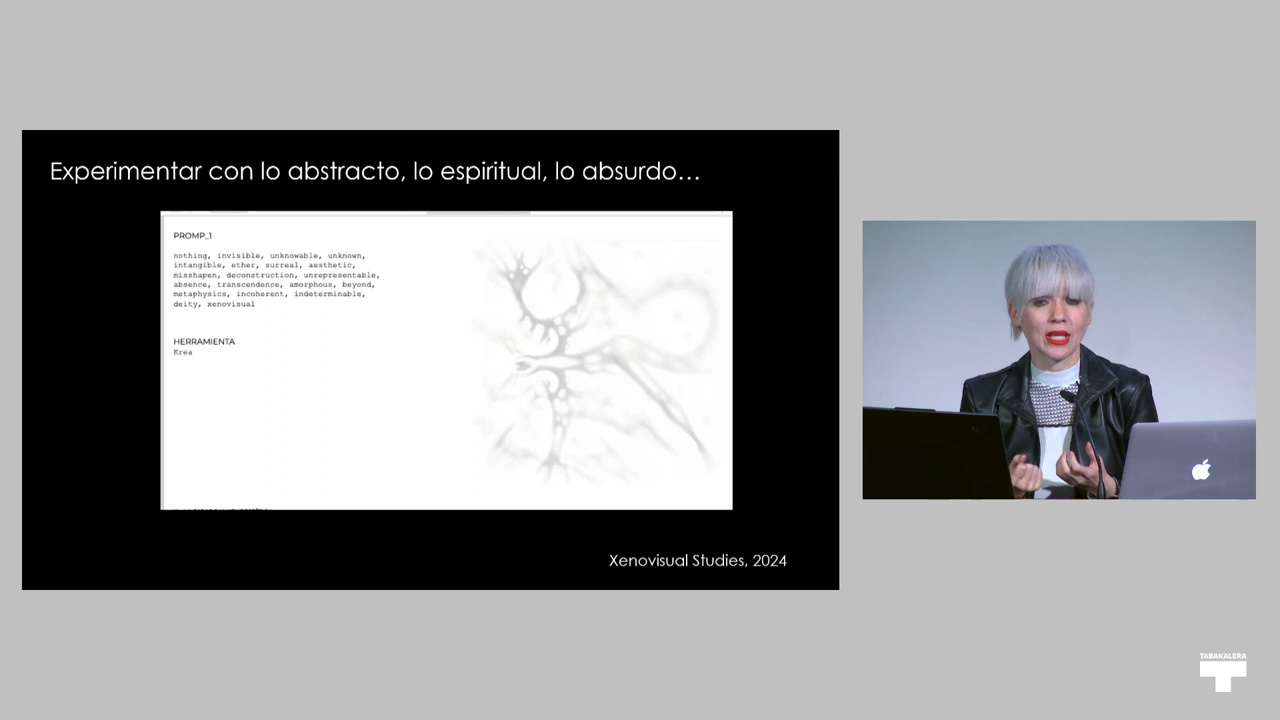 Experimentar con lo abstracto, lo espiritual, lo absurdo...
PROMP_1
nothing, invisible, unknowable, unknown,
intangible, ether, surreal, aesthetic,
misshapen, deconstruction, unrepresentable,
absence, transcendence, amorphous, beyond,
metaphysics, incoherent, indeterminable,
deity, xenovisual
HERRAMIENTA
Krea
Xenovisual Studies, 2024
TABAKALERA